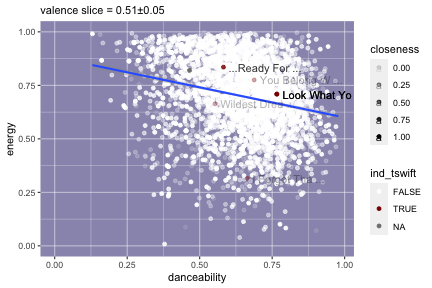 valence slice = 0.51±0.05
1.00
0.75
0.50
0.25
0.00
energy
...Ready For ...
You Belong W
Look What Yo
Wildest Dre
0.00
0.25
0.50
0.75
1.00
danceability
closeness
0.00
0.25
0.50
0.75
1.00
ind_tswift
FALSE
TRUE
NA